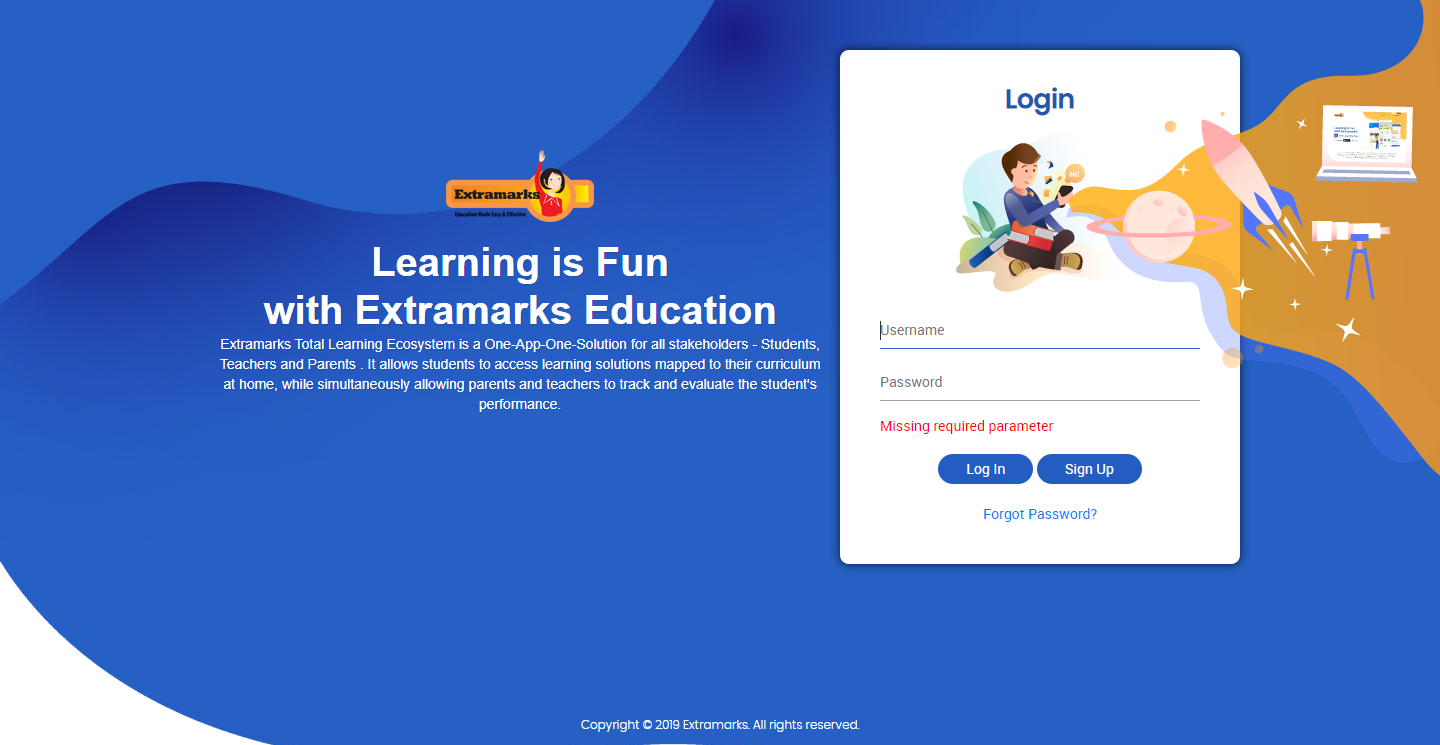 Login
Hi!
Extramarks
Education Made Easy & Effective
Learning is Fun
with Extramarks Education
Extramarks Total Learning Ecosystem is a One-App-One-Solution for all stakeholders - Students,
Teachers and Parents . It allows students to access learning solutions mapped to their curriculum
at home, while simultaneously allowing parents and teachers to track and evaluate the student's
performance.
Username
Password
Missing required parameter
Log In
Sign Up
Forgot Password?
Copyright © 2019 Extramarks. All rights reserved.